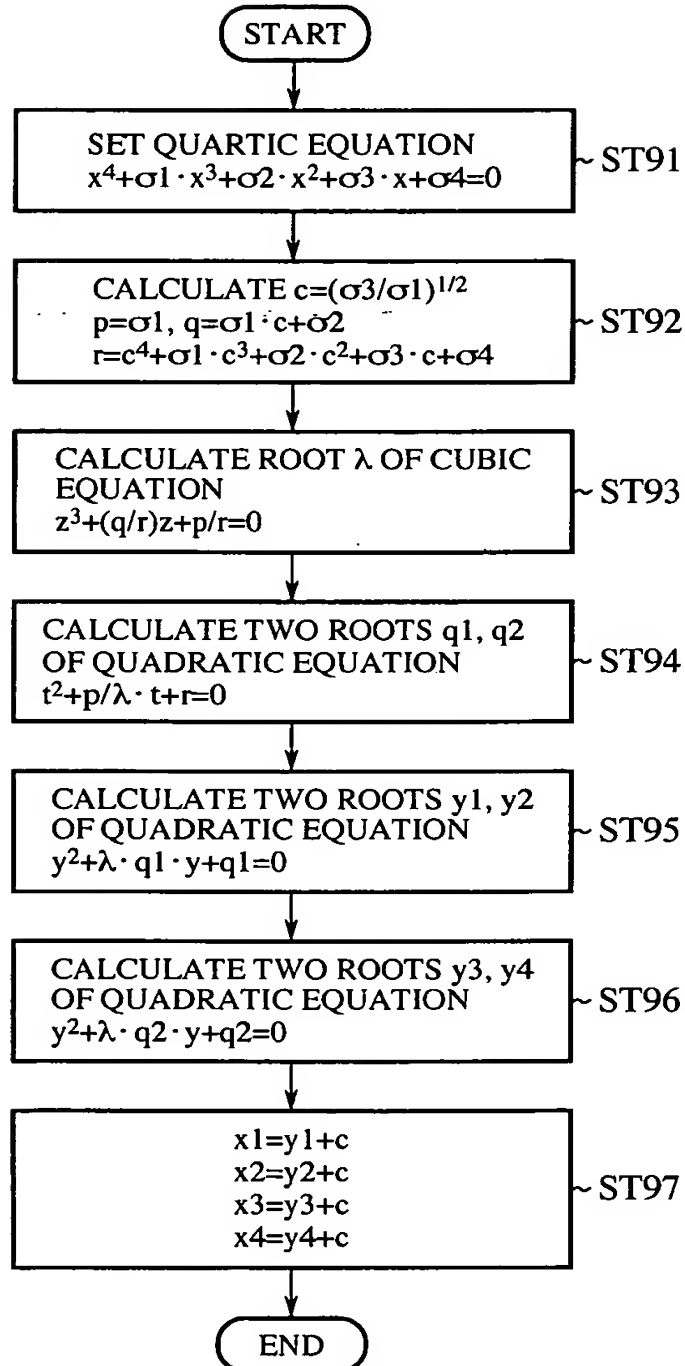 START
SET QUARTIC EQUATION
x⁴+σ1·x³+σ2·x²+σ3·x+σ4=0
~ ST91
CALCULATE c=(σ3/σ1)¹/²
p=σ1, q=σ1·c+σ2
r=c⁴+σ1·c³+σ2·c²+σ3·c+σ4
~ ST92
CALCULATE ROOT λ OF CUBIC
EQUATION
z³+(q/r)z+p/r=0
~ ST93
CALCULATE TWO ROOTS q1, q2
OF QUADRATIC EQUATION
t²+p/λ·t+r=0
~ ST94
CALCULATE TWO ROOTS y1, y2
OF QUADRATIC EQUATION
y²+λ·q1·y+q1=0
~ ST95
CALCULATE TWO ROOTS y3, y4
OF QUADRATIC EQUATION
y²+λ·q2·y+q2=0
~ ST96
x1=y1+c
x2=y2+c
x3=y3+c
x4=y4+c
~ ST97
END